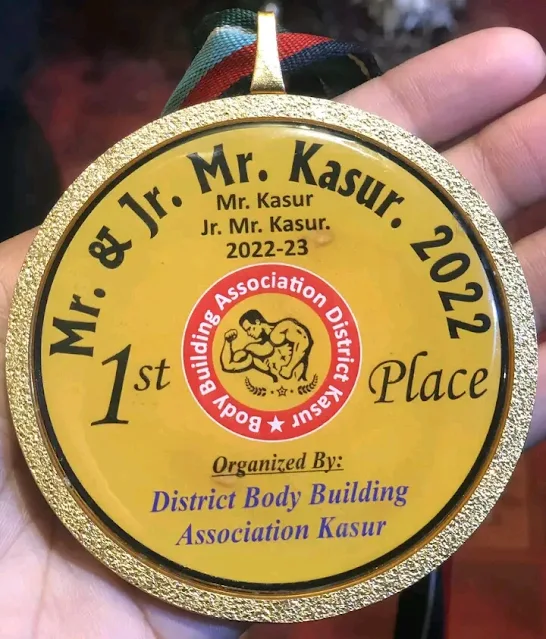 Mr. & Jr. Mr. Kasur. 2022
Mr. Kasur
Jr. Mr. Kasur.
2022-23
Body Building Association District Kasur ★
1st Place
Organized By:
District Body Building
Association Kasur